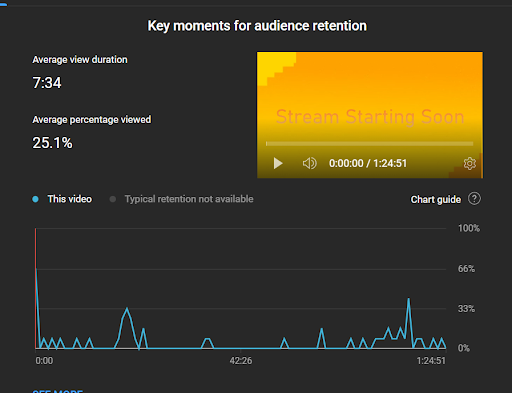 Key moments for audience retention
Average view duration
7:34
Average percentage viewed
25.1%
Stream Starting Soon
0:00:00 / 1:24:51
This video
Typical retention not available
Chart guide ?
100%
66%
33%
0%
0:00
42:26
1:24:51
SEE MORE